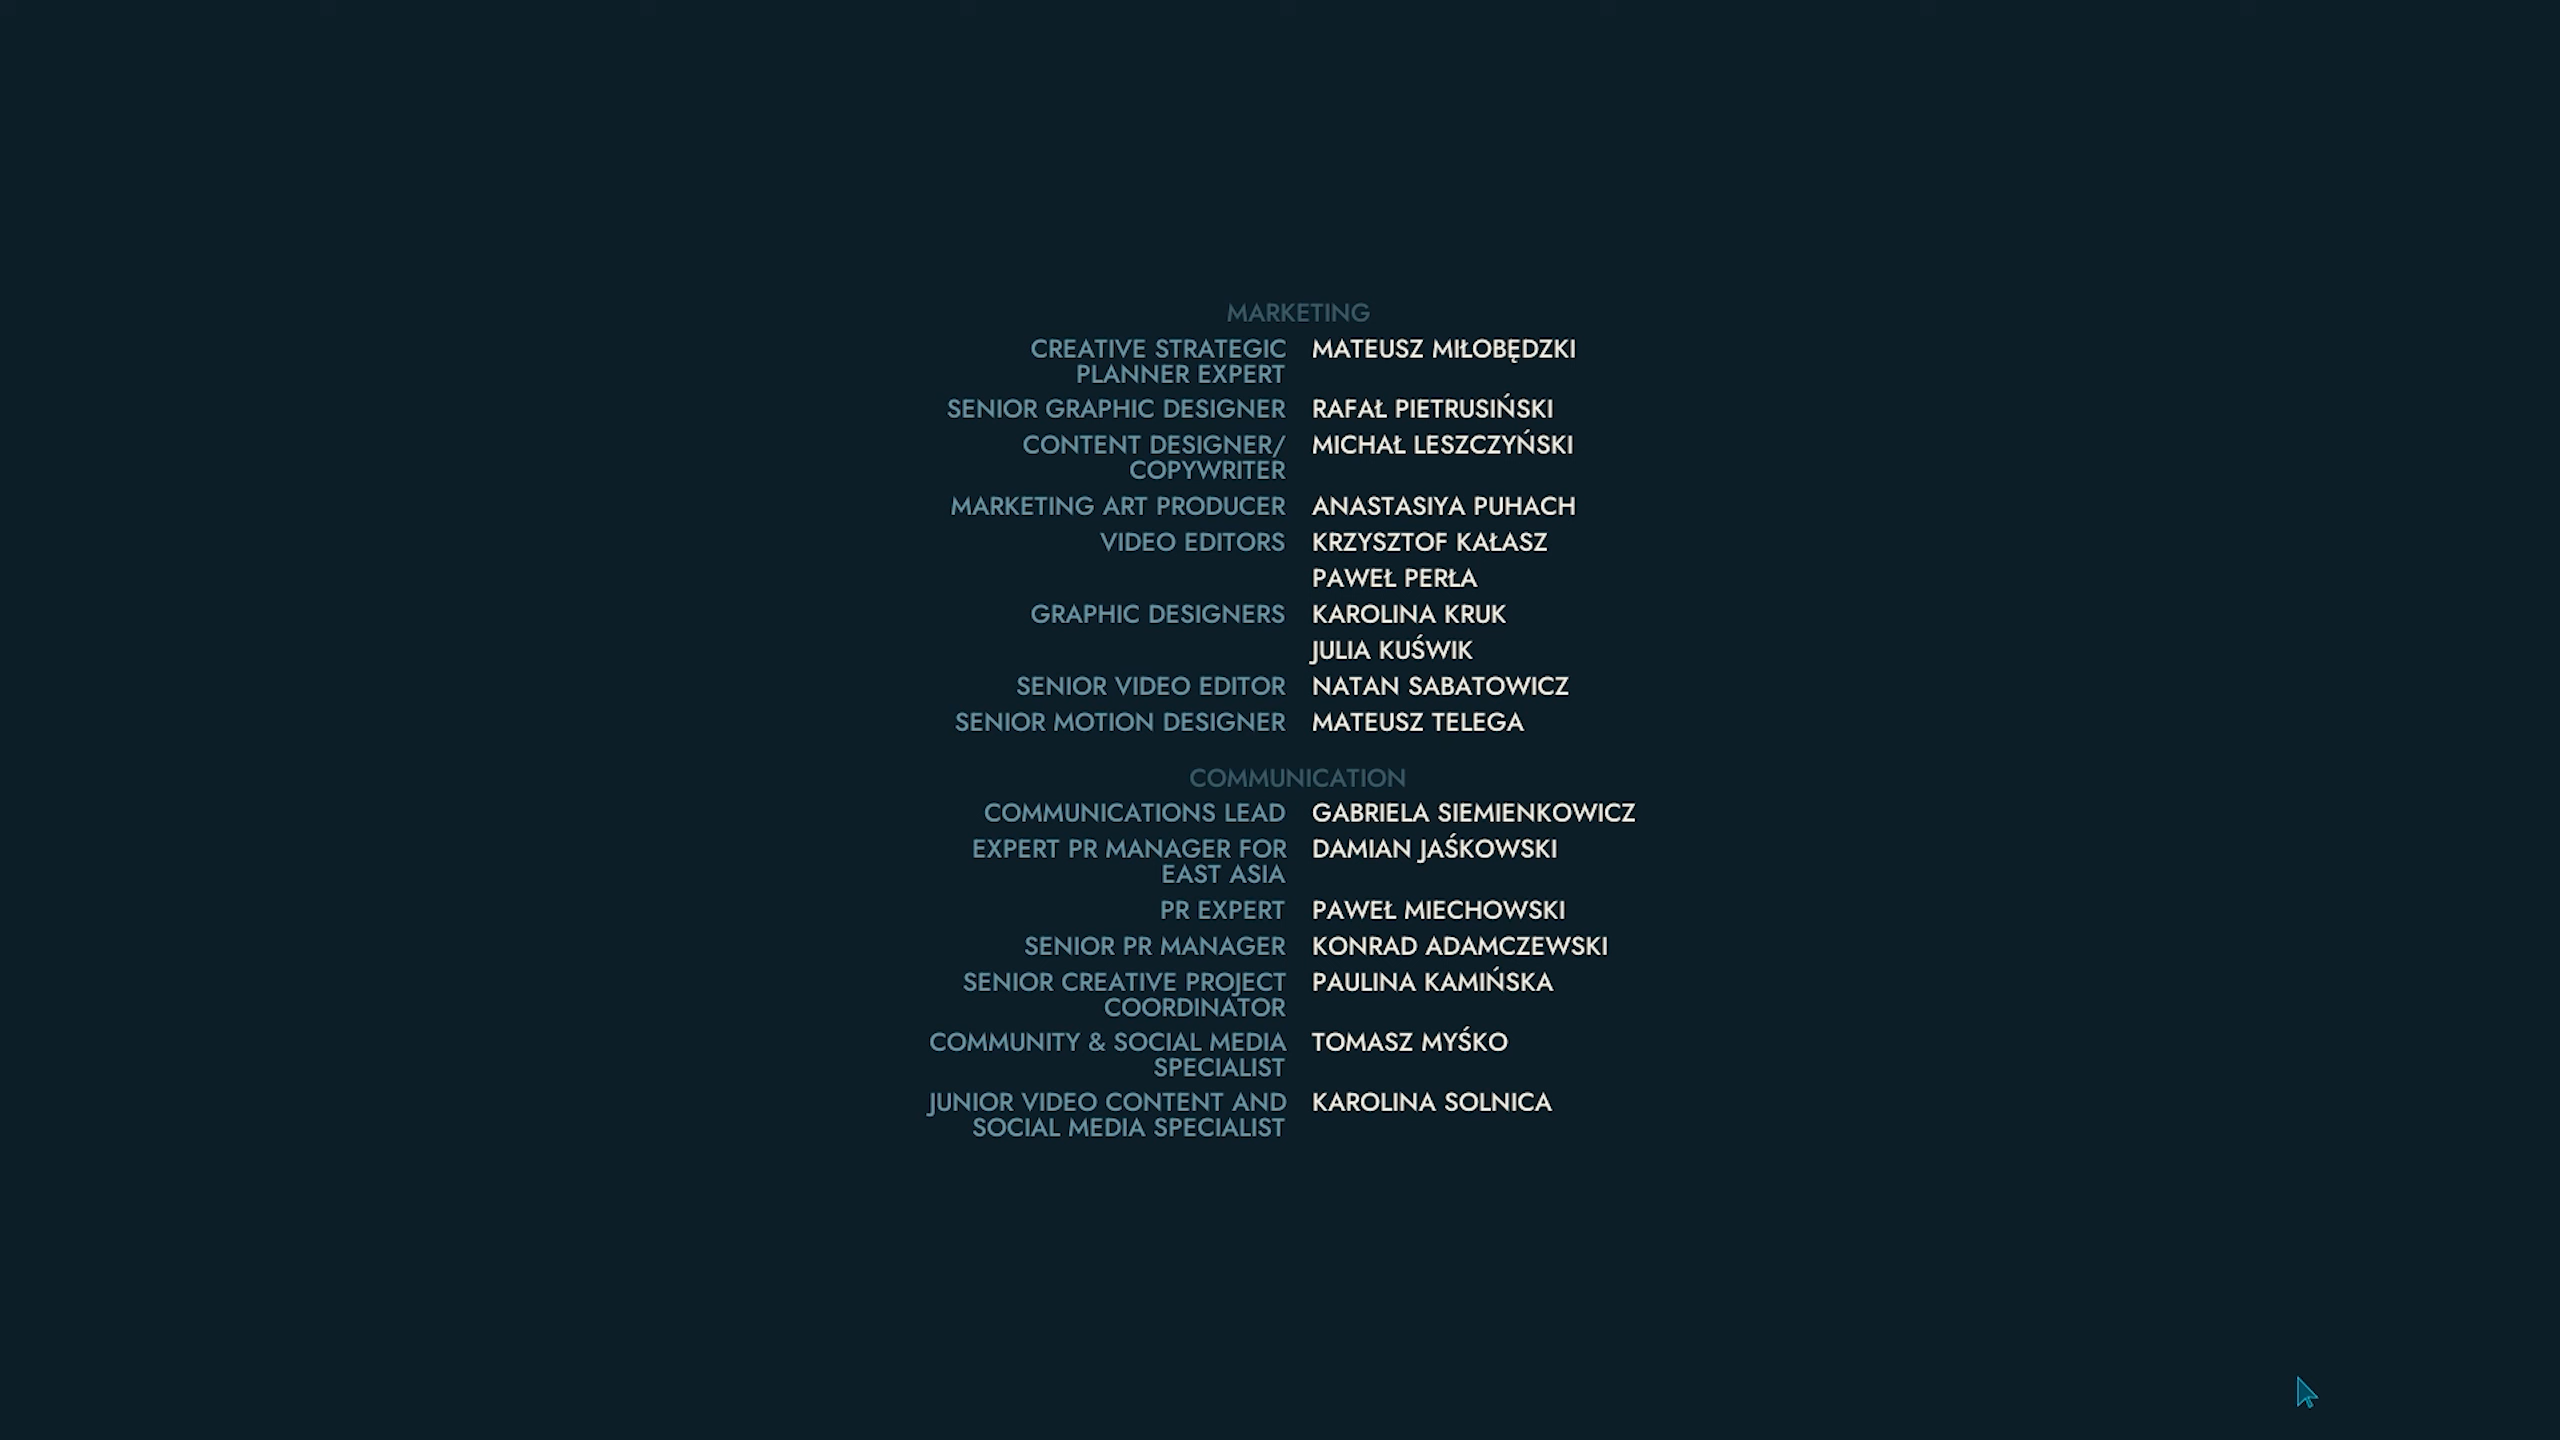 MARKETING
CREATIVE STRATEGIC MATEUSZ MIŁOBĘDZKI
PLANNER EXPERT
SENIOR GRAPHIC DESIGNER RAFAŁ PIETRUSIŃSKI
CONTENT DESIGNER/ MICHAŁ LESZCZYŃSKI
COPYWRITER
MARKETING ART PRODUCER ANASTASIYA PUHACH
VIDEO EDITORS KRZYSZTOF KAŁASZ
PAWEŁ PERŁA
GRAPHIC DESIGNERS KAROLINA KRUK
JULIA KUŚWIK
SENIOR VIDEO EDITOR NATAN SABATOWICZ
SENIOR MOTION DESIGNER MATEUSZ TELEGA
COMMUNICATION
COMMUNICATIONS LEAD GABRIELA SIEMIENKOWICZ
EXPERT PR MANAGER FOR DAMIAN JAŚKOWSKI
EAST ASIA
PR EXPERT PAWEŁ MIECHOWSKI
SENIOR PR MANAGER KONRAD ADAMCZEWSKI
SENIOR CREATIVE PROJECT PAULINA KAMIŃSKA
COORDINATOR
COMMUNITY & SOCIAL MEDIA TOMASZ MYŚKO
SPECIALIST
JUNIOR VIDEO CONTENT AND KAROLINA SOLNICA
SOCIAL MEDIA SPECIALIST